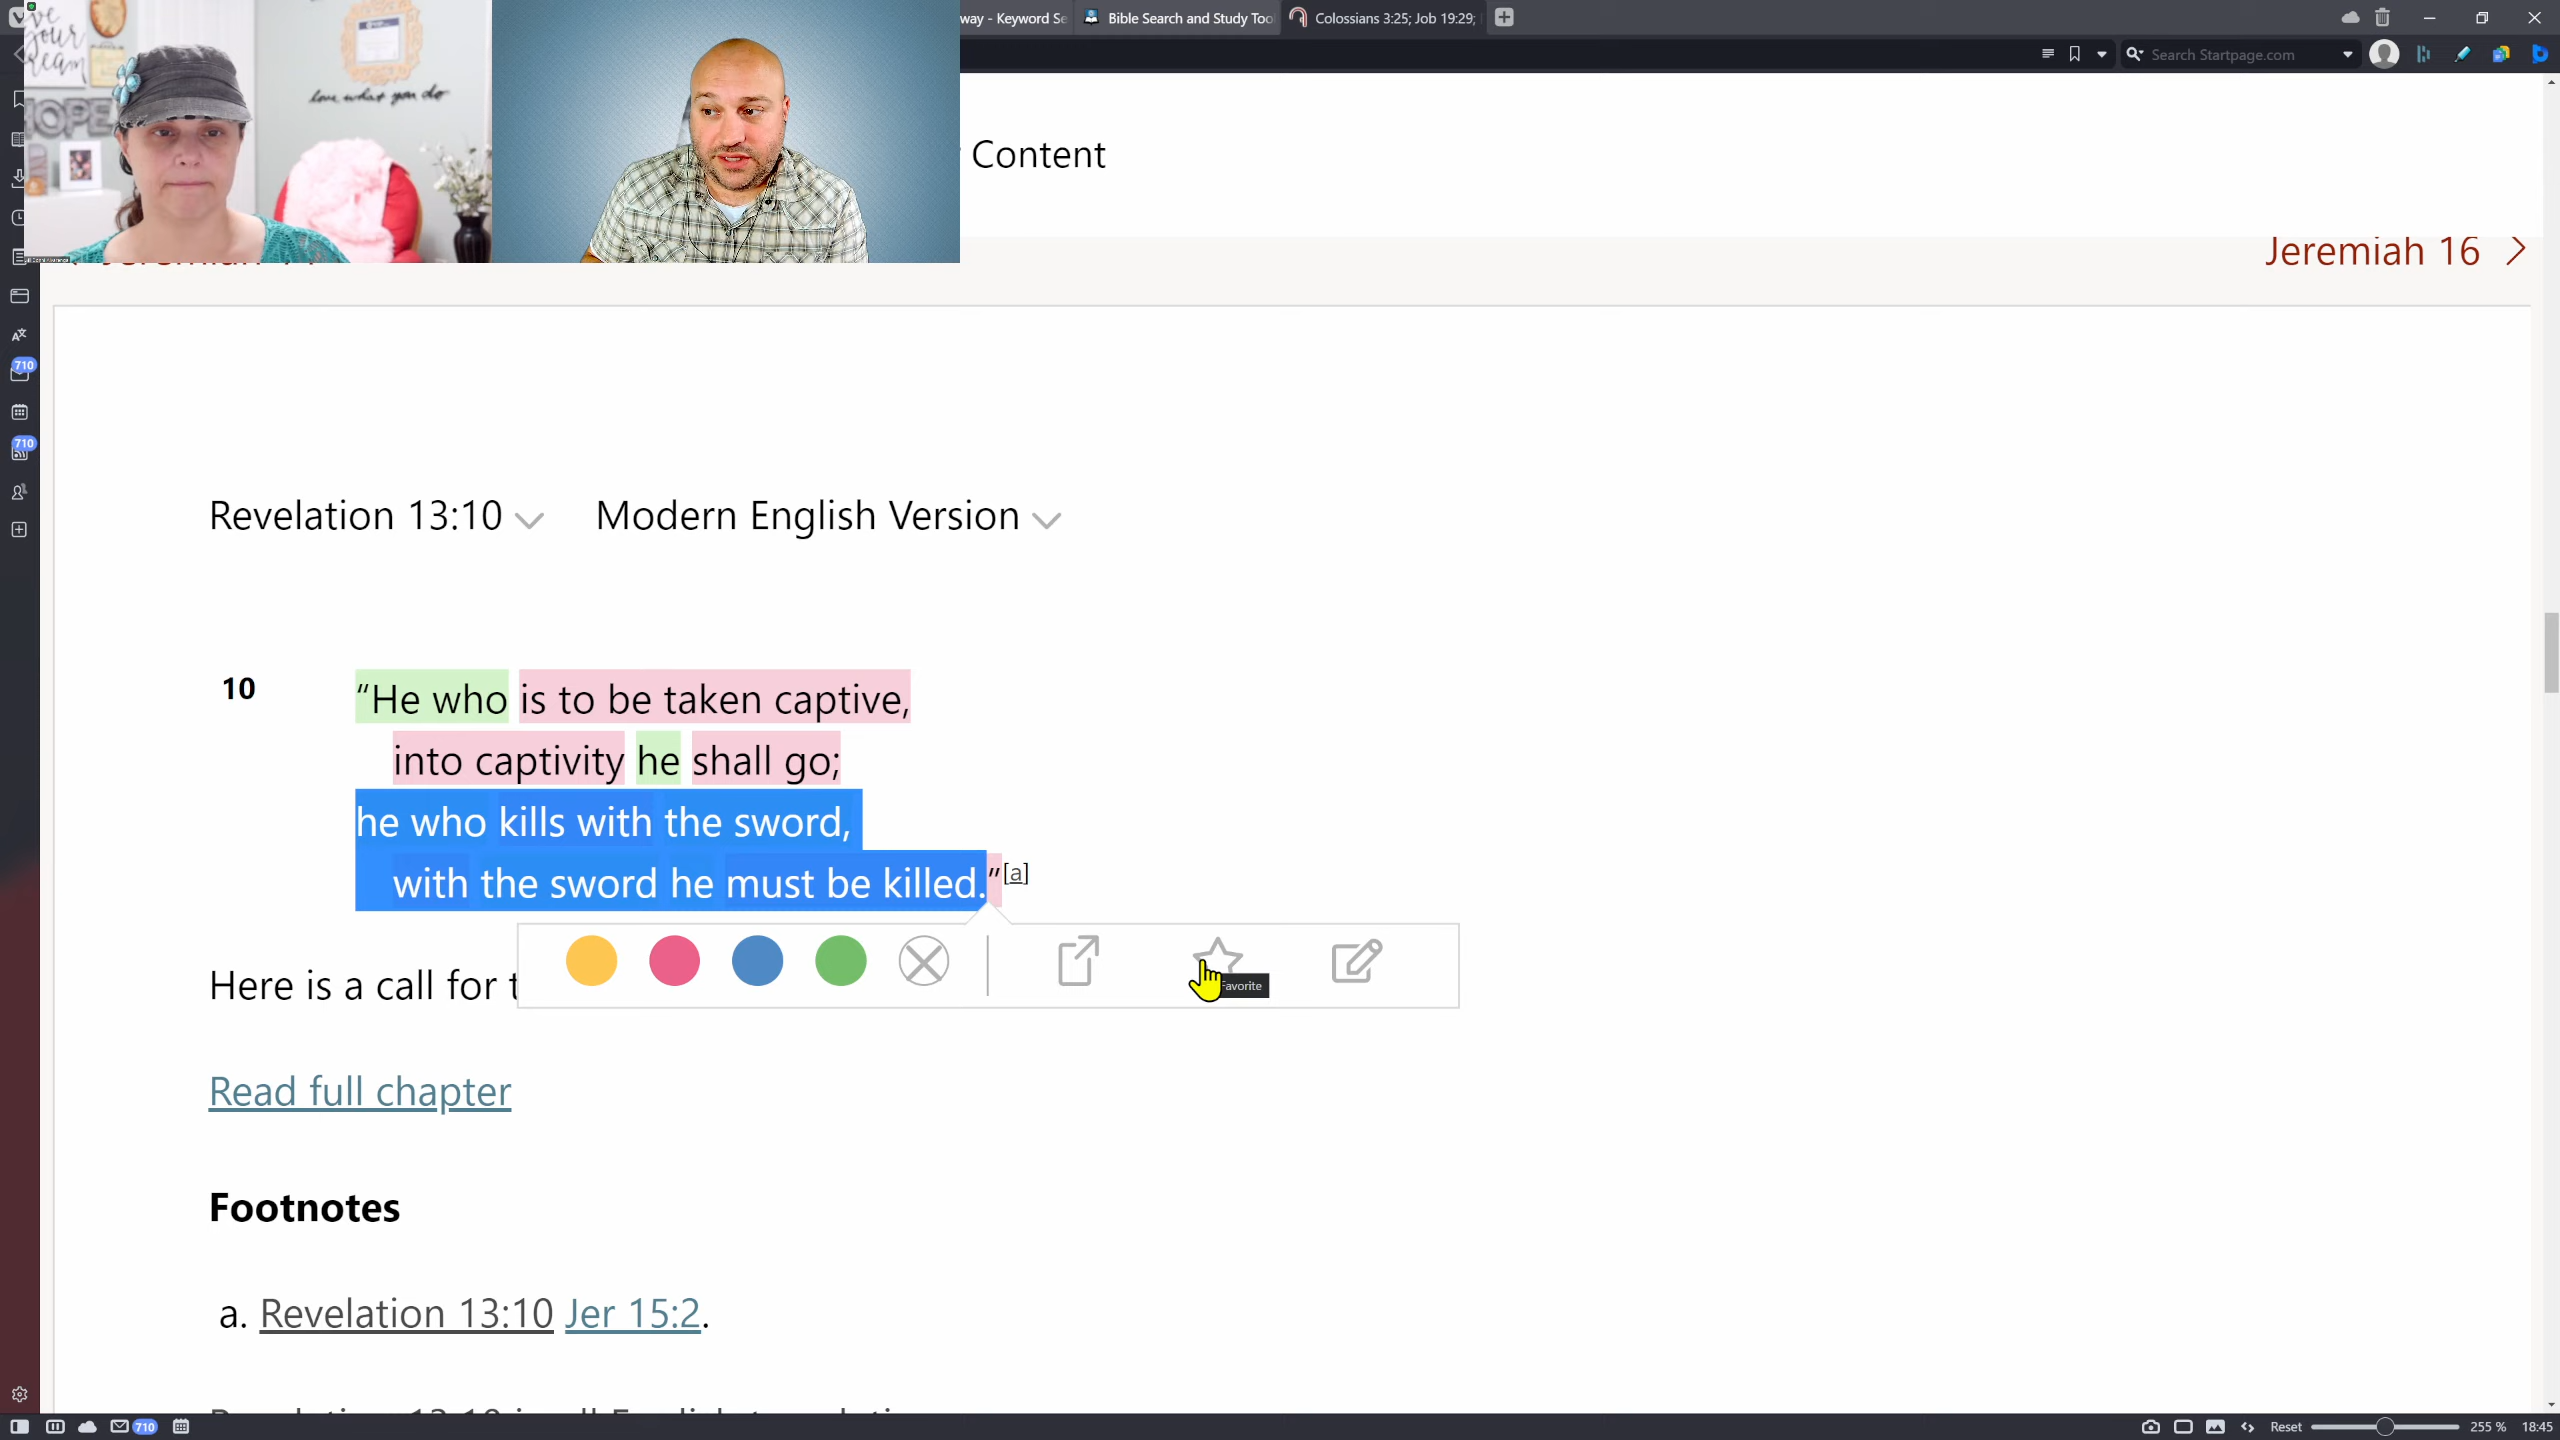 way - Keyword Se
Bible Search and Study Too
Colossians 3:25; Job 19:29;
Search Startpage.com
ve
your
ream
HOPE
love what you do
Content
Jeremiah 16
710
710
Revelation 13:10
Modern English Version
10
“He who is to be taken captive,
into captivity he shall go;
he who kills with the sword,
with the sword he must be killed.”[a]
Favorite
Here is a call for t
Read full chapter
Footnotes
a. Revelation 13:10 Jer 15:2.
710
Reset
255 %
18:45